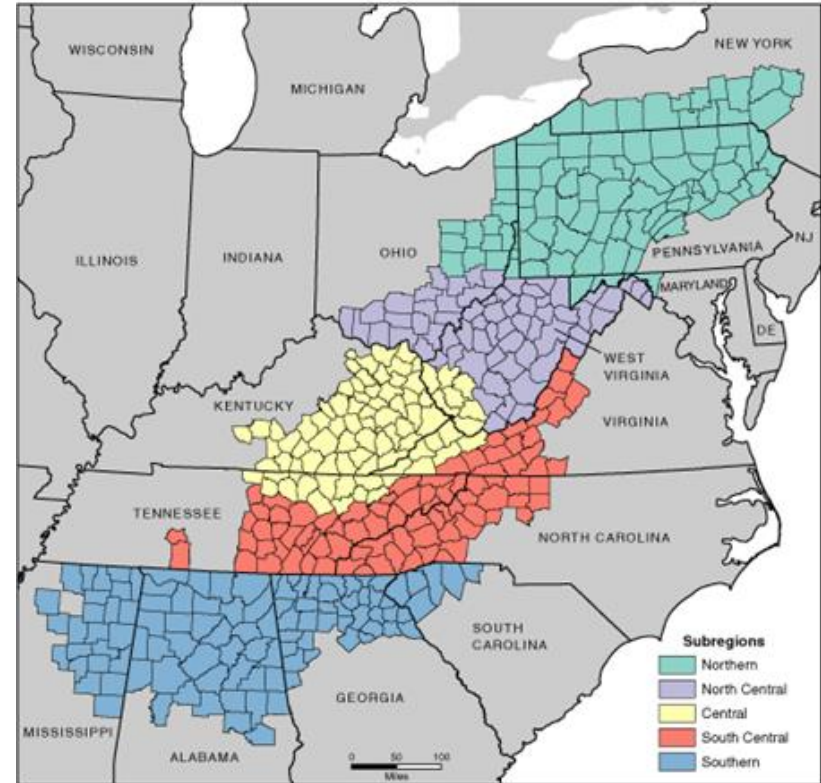 WISCONSIN
MICHIGAN
NEW YORK
ILLINOIS
INDIANA
OHIO
PENNSYLVANIA
NJ
MARYLAND
DE
WEST
VIRGINIA
KENTUCKY
VIRGINIA
TENNESSEE
NORTH CAROLINA
SOUTH
CAROLINA
GEORGIA
MISSISSIPPI
ALABAMA
Subregions
Northern
North Central
Central
South Central
Southern
0 50 100
Miles